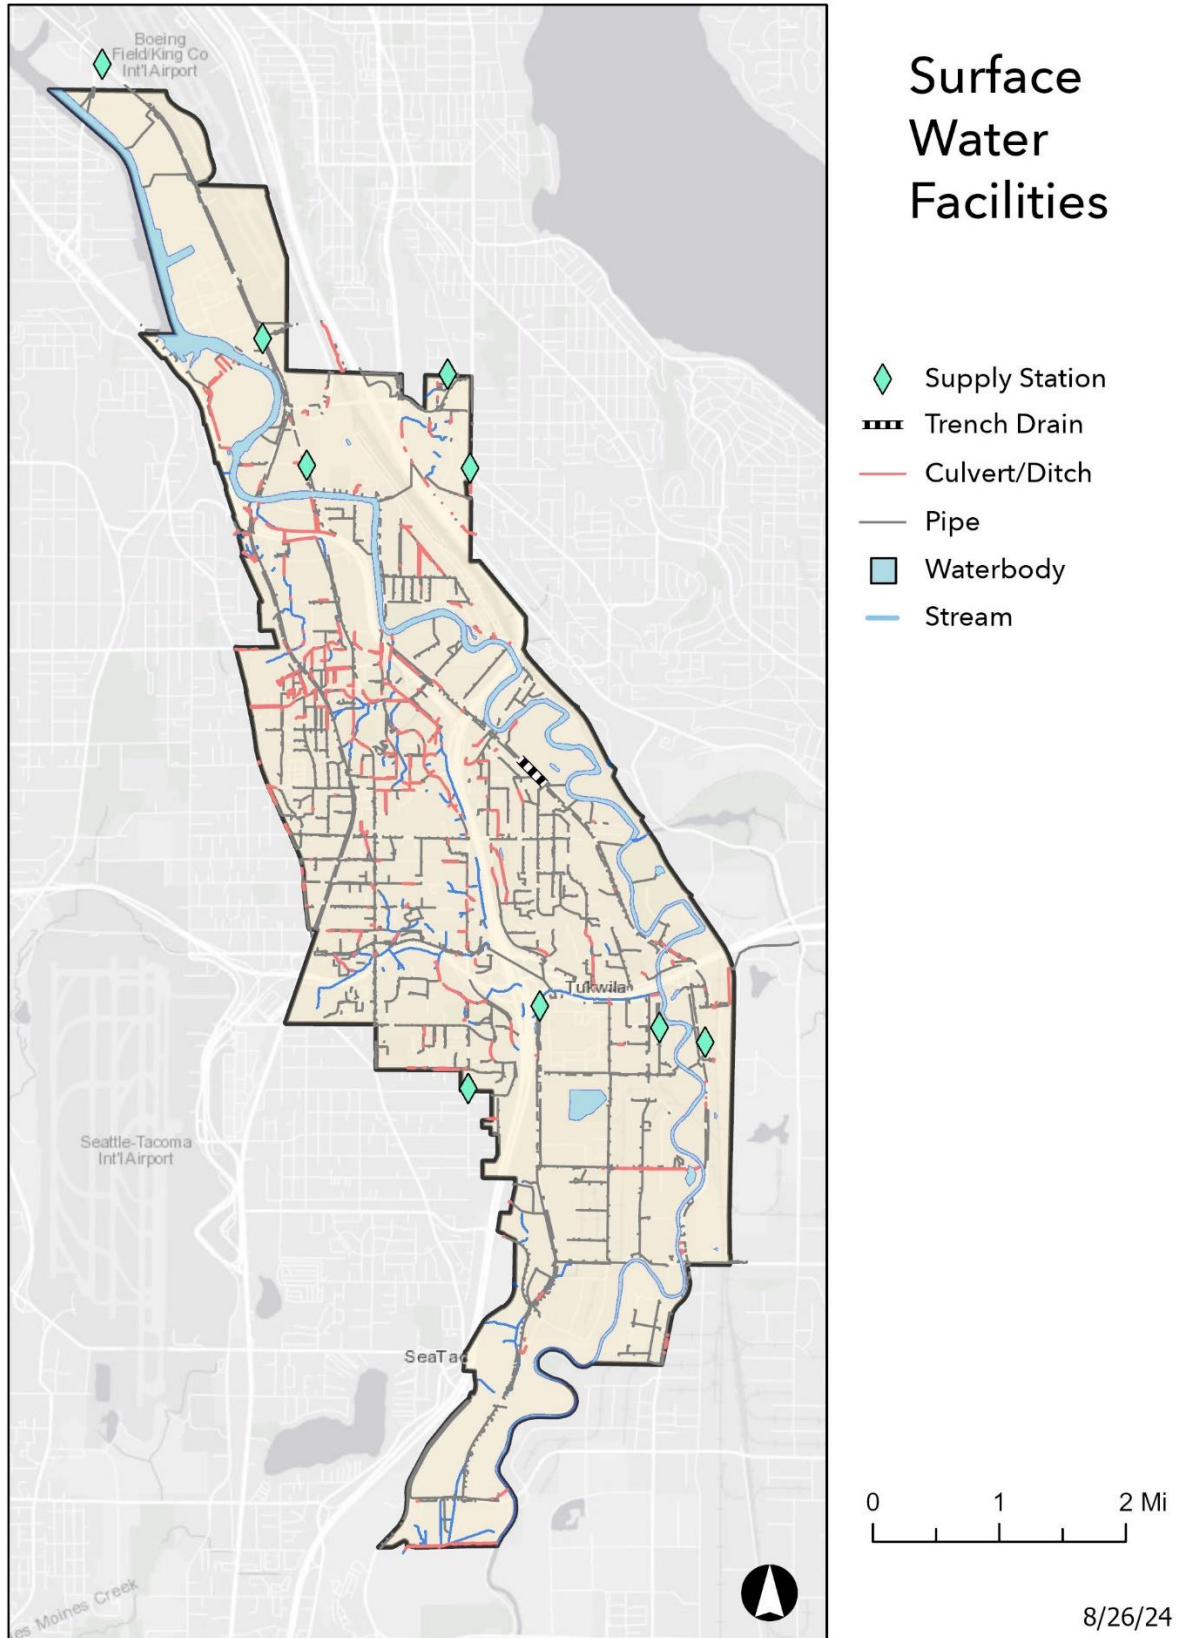 Surface
Water
Facilities
Boeing
Field/King Co
Int'l Airport
Supply Station
Trench Drain
Culvert/Ditch
Pipe
Waterbody
Stream
Tukwila
Seattle-Tacoma
Int'l Airport
SeaTac
es Moines Creek
0 1 2 Mi
8/26/24